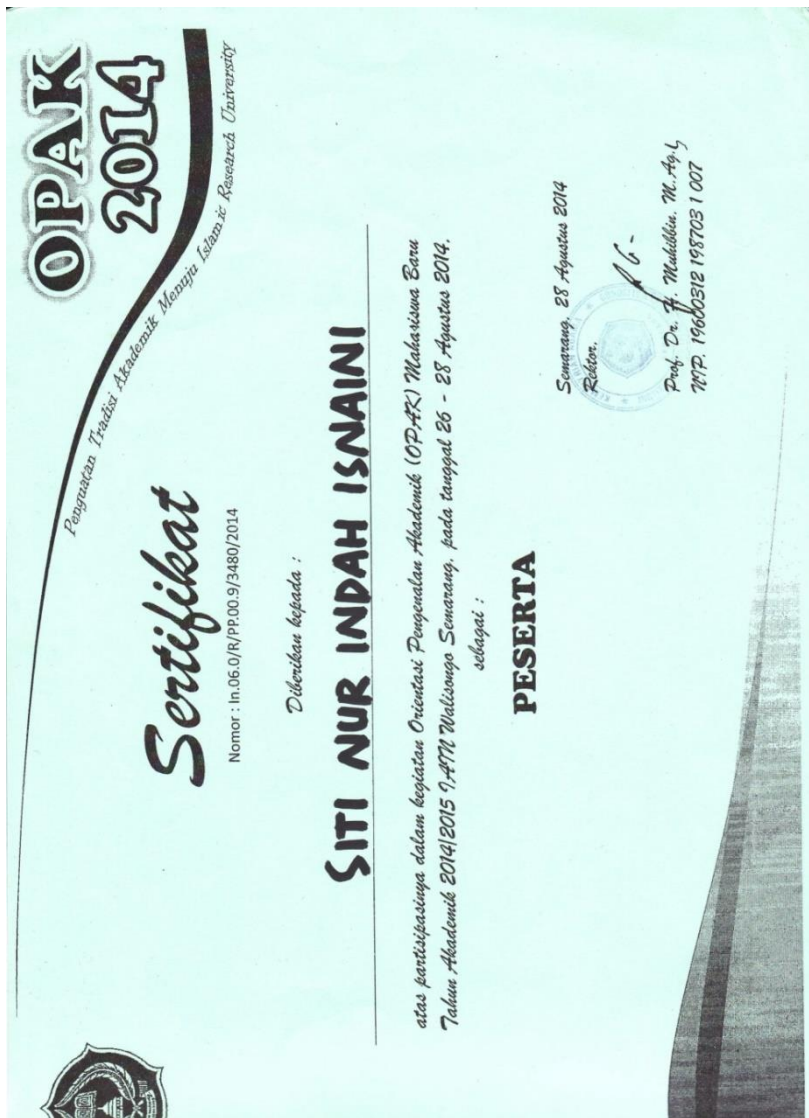 OPAK
2014
Penguatan Tradisi Akademik Menuju Islamic Research University
Sertifikat
Nomor : In.06.0/R/PP.00.9/3480/2014
Diberikan kepada :
SITI NUR INDAH ISNAINI
atas partisipasinya dalam kegiatan Orientasi Pengenalan Akademik (OPAK) Mahasiswa Baru
Tahun Akademik 2014/2015 IAIN Walisongo Semarang, pada tanggal 26 - 28 Agustus 2014.
sebagai :
PESERTA
Semarang, 28 Agustus 2014
Rektor,
Prof. Dr. H. Muhibbin. M.Ag.
NIP. 19600312 198703 1 007